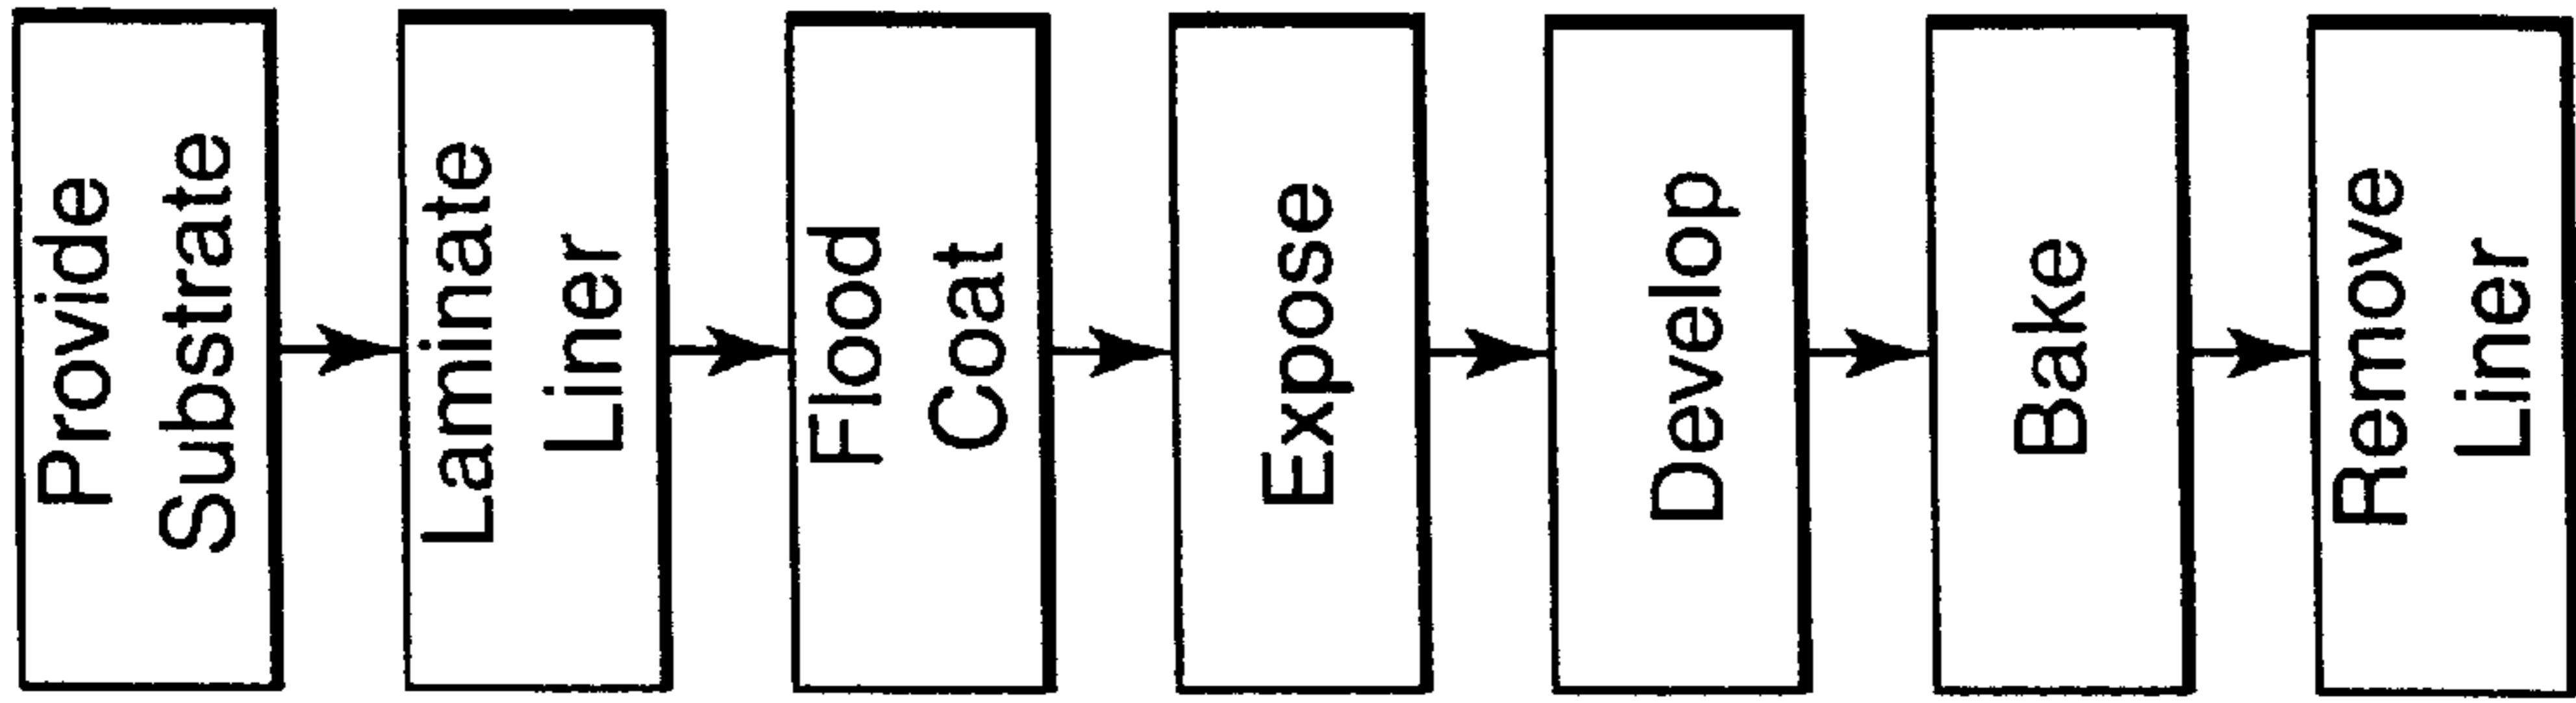 Provide
Substrate
Laminate
Liner
Flood
Coat
Expose
Develop
Bake
Remove
Liner